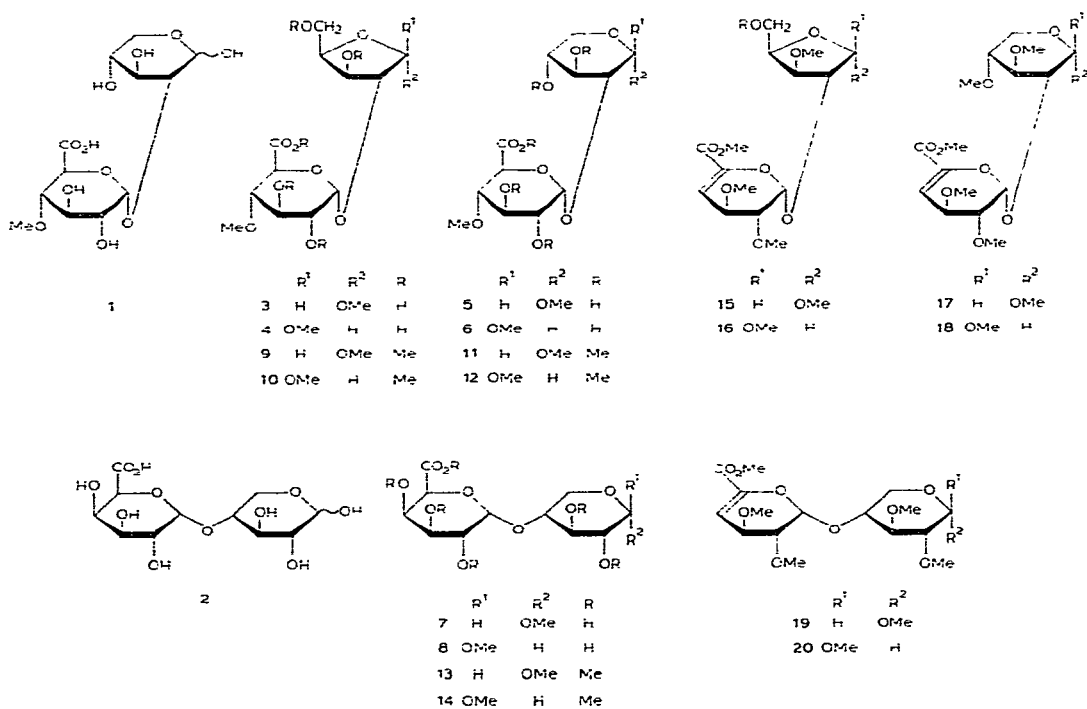 O
OH
OH
HO
CO₂H
O
OH
MeO
OH
O
1
ROCH₂
O
R¹
OR
R²
CO₂R
O
OR
MeO
OR
O
R¹ R² R
3 H OMe H
4 OMe H H
9 H OMe Me
10 OMe H Me
O
R¹
OR
RO
R²
CO₂R
O
OR
MeO
OR
O
R¹ R² R
5 H OMe H
6 OMe H H
11 H OMe Me
12 OMe H Me
ROCH₂
O
R¹
OMe
R²
CO₂Me
O
OMe
O
OMe
R¹ R²
15 H OMe
16 OMe H
O
R¹
OMe
MeO
R²
CO₂Me
O
OMe
O
OMe
R¹ R²
17 H OMe
18 OMe H
CO₂H
HO
O
OH
OH
O
O
OH
OH
OH
2
CO₂R
RO
O
OR
OR
O
O
OR
R¹
R²
OR
R¹ R² R
7 H OMe H
8 OMe H H
13 H OMe Me
14 OMe H Me
CO₂Me
O
OMe
OMe
O
O
OMe
R¹
R²
OMe
R¹ R²
19 H OMe
20 OMe H